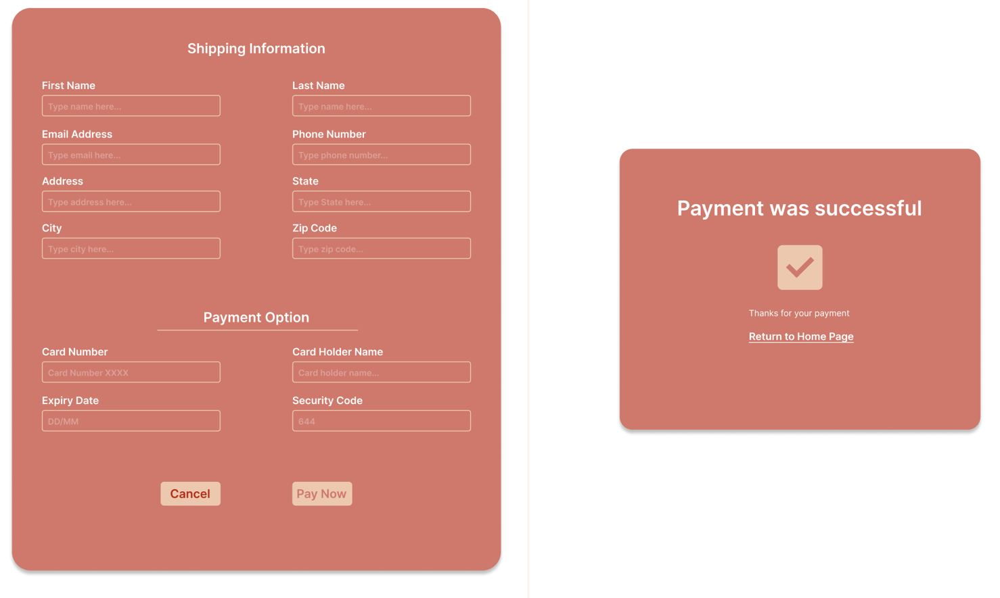 Shipping Information
First Name
Last Name
Type name here...
Type name here...
Email Address
Phone Number
Type email here...
Type phone number...
Address
State
Type address here...
Type State here...
City
Zip Code
Type city here...
Type zip code...
Payment Option
Card Number
Card Holder Name
Card Number XXXX
Card holder name...
Expiry Date
Security Code
DD/MM
644
Cancel
Pay Now
Payment was successful
Thanks for your payment
Return to Home Page